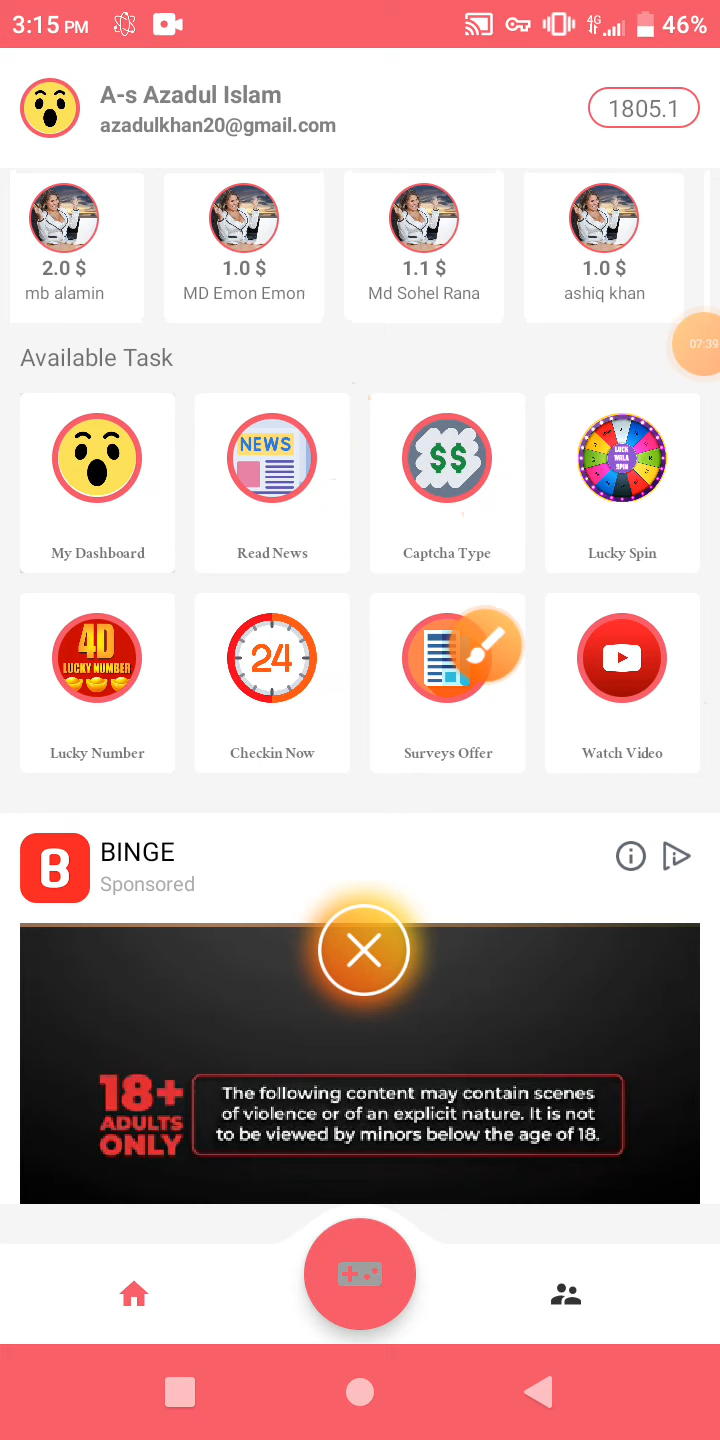 3:15 PM 4G 46%
A-s Azadul Islam
azadulkhan20@gmail.com
1805.1
2.0 $ 1.0 $ 1.1 $ 1.0 $
mb alamin MD Emon Emon Md Sohel Rana ashiq khan
07:39
Available Task
NEWS
$$
LUCK
WALA
SPIN
My Dashboard Read News Captcha Type Lucky Spin
4D
LUCKY NUMBER
24
Lucky Number Checkin Now Surveys Offer Watch Video
B
BINGE
Sponsored
18+
ADULTS
ONLY
The following content may contain scenes
of violence or of an explicit nature. It is not
to be viewed by minors below the age of 18.